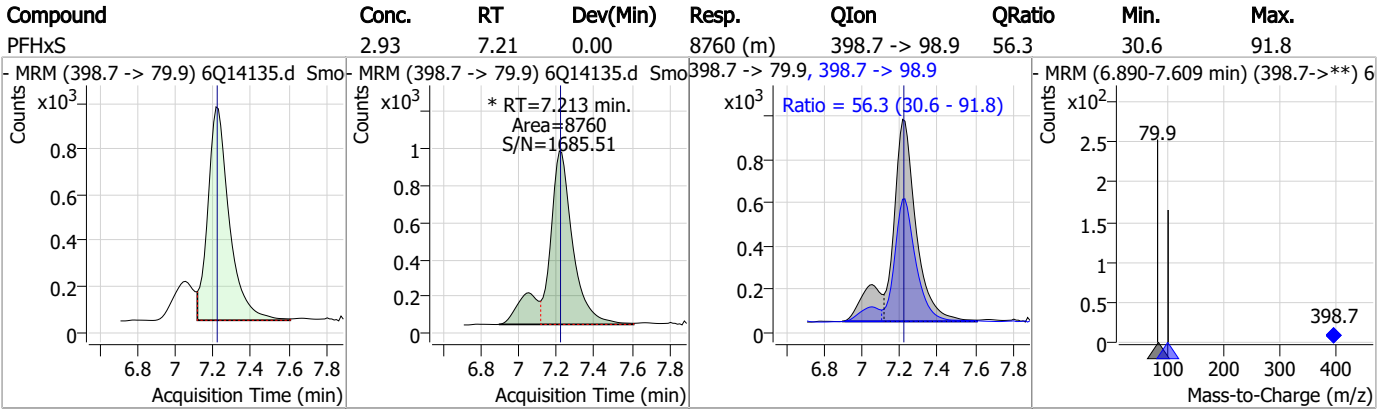 Compound Conc. RT Dev(Min) Resp. QIon QRatio Min. Max.
PFHxS 2.93 7.21 0.00 8760 (m) 398.7 -> 98.9 56.3 30.6 91.8
- MRM (398.7 -> 79.9) 6Q14135.d Smo
Counts
x10³
0.8
0.6
0.4
0.2
0
6.8 7 7.2 7.4 7.6 7.8
Acquisition Time (min)
- MRM (398.7 -> 79.9) 6Q14135.d Smo
Counts
x10³
* RT=7.213 min.
Area=8760
S/N=1685.51
1
0.8
0.6
0.4
0.2
0
6.8 7 7.2 7.4 7.6 7.8
Acquisition Time (min)
398.7 -> 79.9, 398.7 -> 98.9
x10³
Ratio = 56.3 (30.6 - 91.8)
0.8
0.6
0.4
0.2
0
6.8 7 7.2 7.4 7.6 7.8
Acquisition Time (min)
- MRM (6.890-7.609 min) (398.7->**) 6
Counts
x10²
79.9
2.5
2
1.5
1
0.5
0
398.7
100 200 300 400
Mass-to-Charge (m/z)